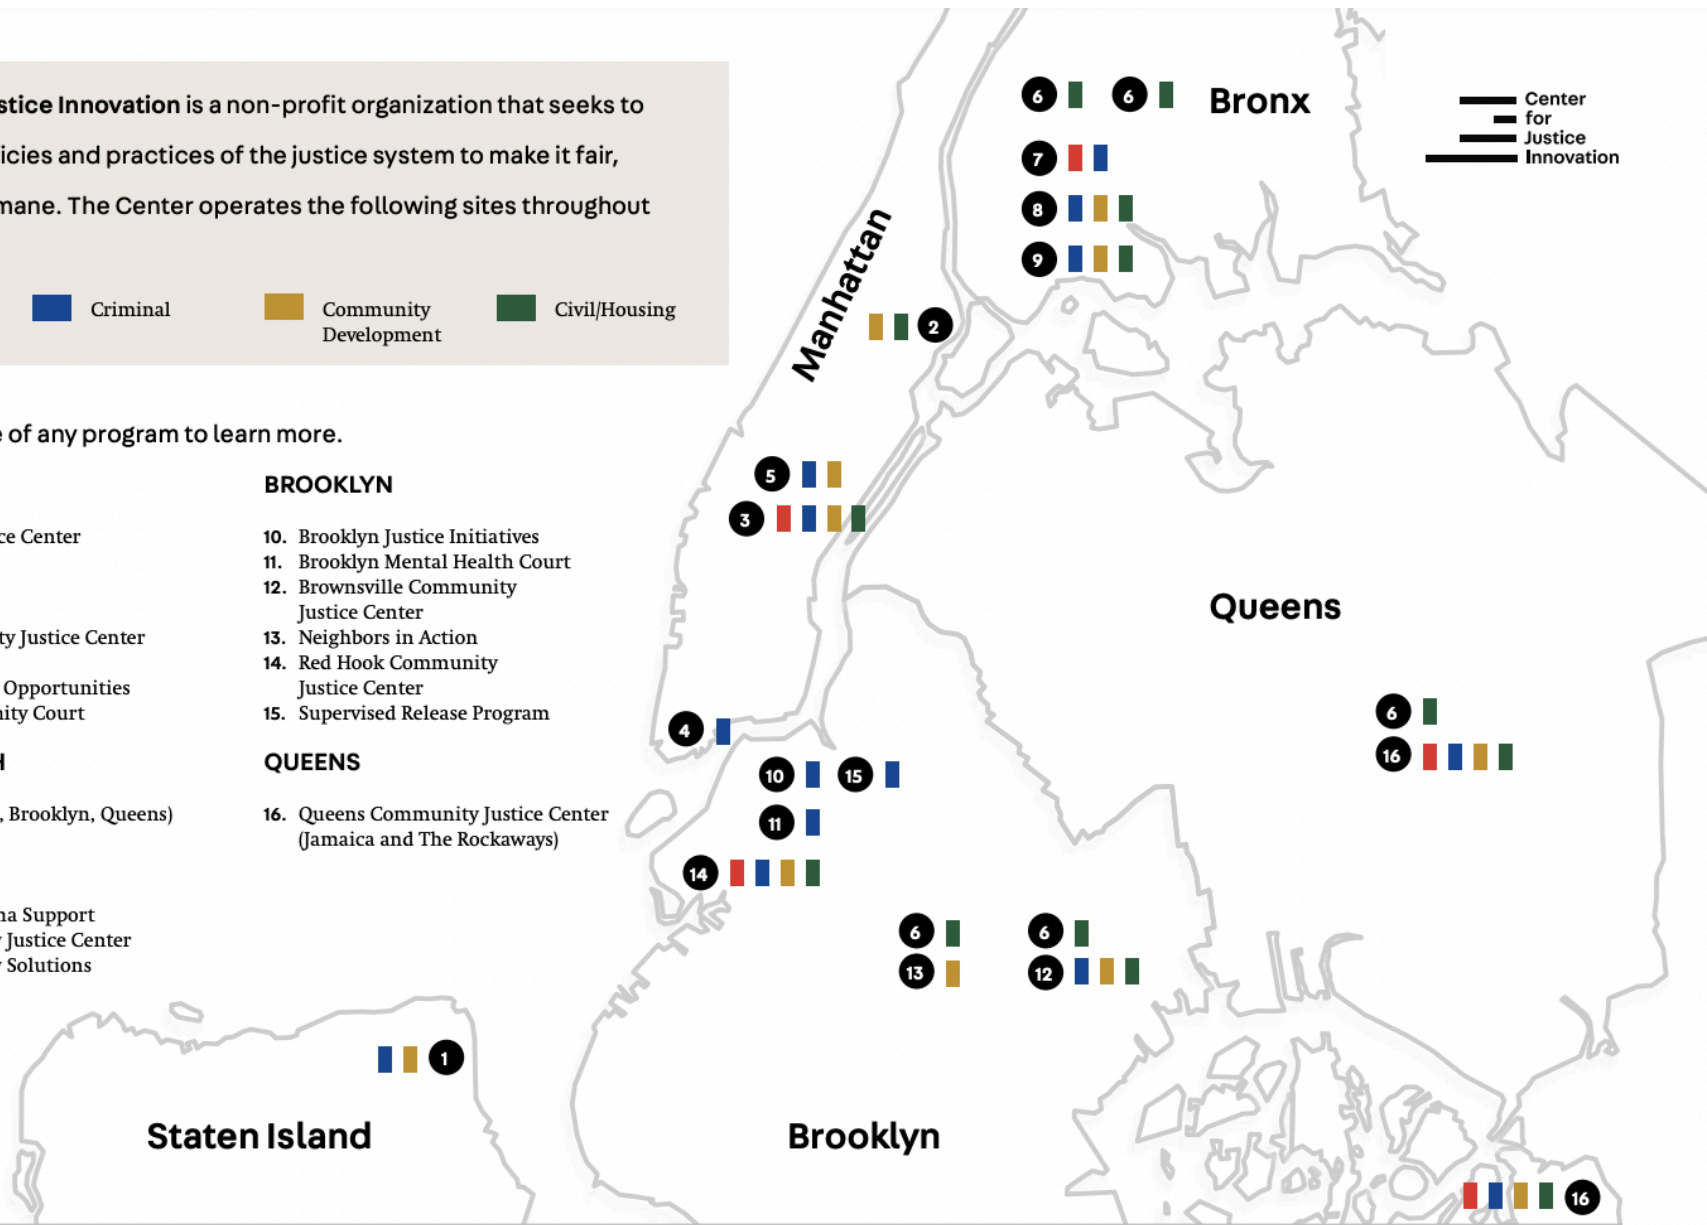 stice Innovation is a non-profit organization that seeks to
icies and practices of the justice system to make it fair,
mane. The Center operates the following sites throughout
Criminal
Community
Development
Civil/Housing
e of any program to learn more.
ce Center
ty Justice Center
Opportunities
nity Court
H
, Brooklyn, Queens)
na Support
y Justice Center
y Solutions
BROOKLYN
10. Brooklyn Justice Initiatives
11. Brooklyn Mental Health Court
12. Brownsville Community
Justice Center
13. Neighbors in Action
14. Red Hook Community
Justice Center
15. Supervised Release Program
QUEENS
16. Queens Community Justice Center
(Jamaica and The Rockaways)
Center
for
Justice
Innovation
6 6 Bronx
7
8
9
Manhattan
2
5
3
4
Queens
6
16
10 15
11
14
6 6
13 12
1
Staten Island
Brooklyn
16